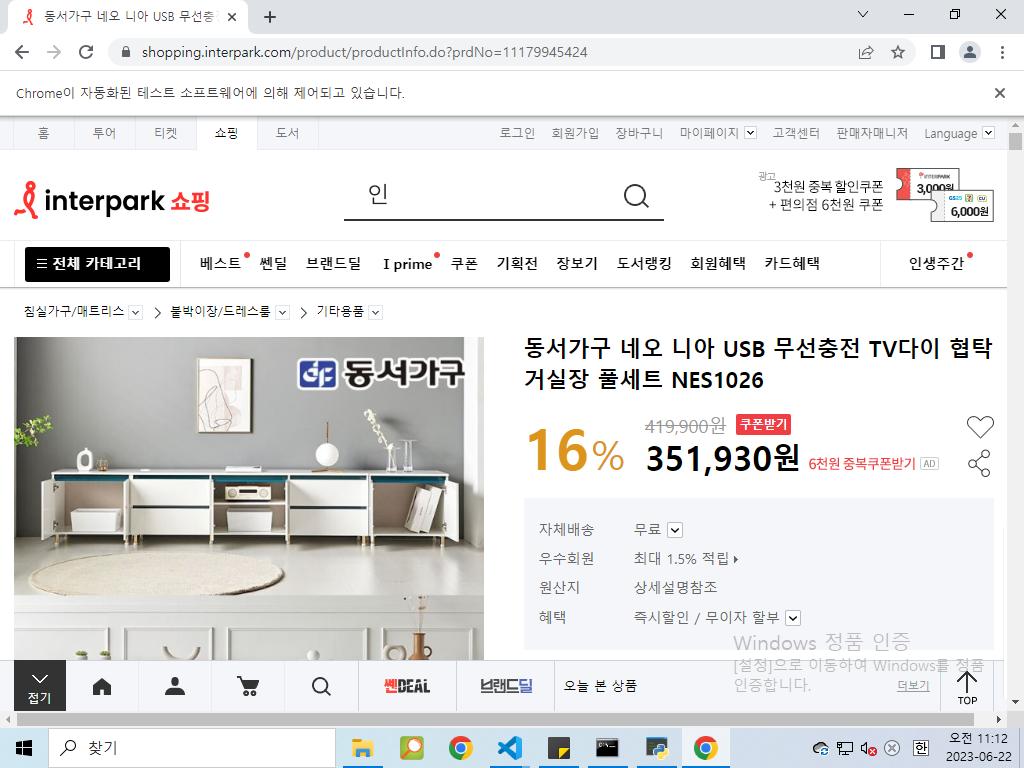 동서가구 네오 니아 USB 무선충전
shopping.interpark.com/product/productInfo.do?prdNo=11179945424
Chrome이 자동화된 테스트 소프트웨어에 의해 제어되고 있습니다.
홈 투어 티켓 쇼핑 도서 로그인 회원가입 장바구니 마이페이지 고객센터 판매자매니저 Language
광고
interpark 쇼핑 인 3천원 중복 할인쿠폰
+ 편의점 6천원 쿠폰
INTERPARK
3,000원
GS25 CU
6,000원
전체 카테고리 베스트 쎈딜 브랜드딜 I prime 쿠폰 기획전 장보기 도서랭킹 회원혜택 카드혜택 인생주간
침실가구/매트리스 붙박이장/드레스룸 기타용품
동서가구 네오 니아 USB 무선충전 TV다이 협탁
거실장 풀세트 NES1026
동서가구
419,900원 쿠폰받기
16% 351,930원 6천원 중복쿠폰받기 AD
자체배송 무료
우수회원 최대 1.5% 적립
원산지 상세설명참조
혜택 즉시할인 / 무이자 할부
Windows 정품 인증
[설정]으로 이동하여 Windows를 정품
인증합니다.
접기 쎈DEAL 브랜드딜 오늘 본 상품 더보기 TOP
찾기 한 오전 11:12
2023-06-22